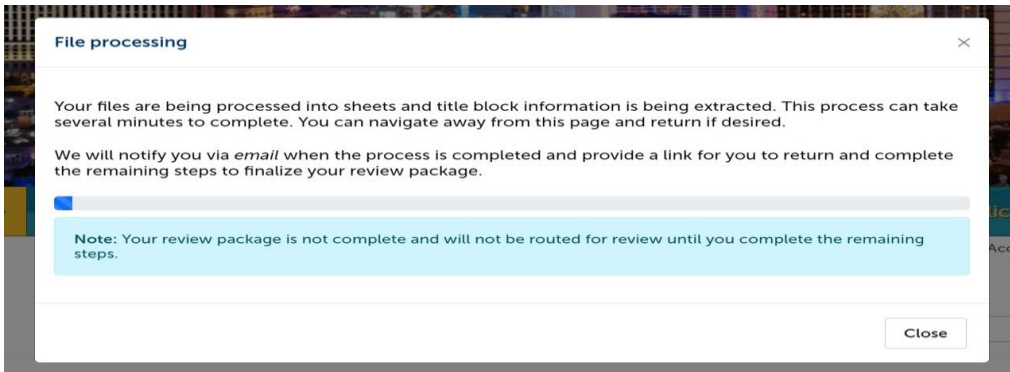 File processing
×
Your files are being processed into sheets and title block information is being extracted. This process can take
several minutes to complete. You can navigate away from this page and return if desired.
We will notify you via email when the process is completed and provide a link for you to return and complete
the remaining steps to finalize your review package.
Note: Your review package is not complete and will not be routed for review until you complete the remaining
steps.
Close